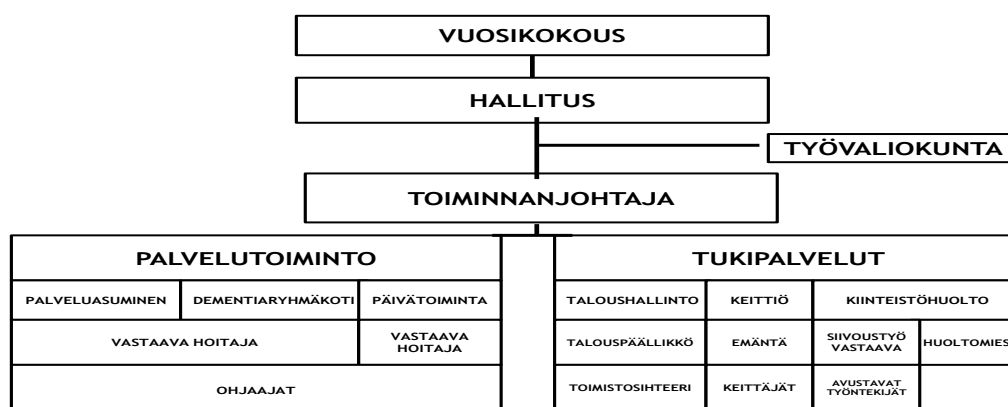 VUOSIKOKOUS
HALLITUS
TYÖVALIOKUNTA
TOIMINNANJOHTAJA
PALVELUTOIMINTO
PALVELUASUMINEN DEMENTIARYHMÄKOTI PÄIVÄTOIMINTA
VASTAAVA HOITAJA
VASTAAVA
HOITAJA
OHJAAJAT
TUKIPALVELUT
TALOUSHALLINTO KEITTIÖ KIINTEISTÖHUOLTO
TALOUSPÄÄLLIKKÖ EMÄNTÄ
SIIVOUSTYÖ
VASTAAVA
HUOLTOMIES
TOIMISTOSIHTEERI KEITTÄJÄT
AVUSTAVAT
TYÖNTEKIJÄT